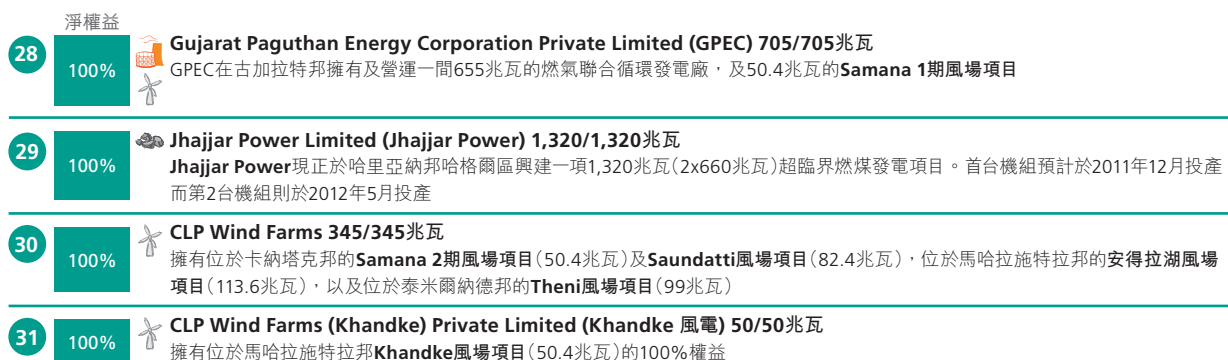 淨權益
28
100%
Gujarat Paguthan Energy Corporation Private Limited (GPEC) 705/705兆瓦
GPEC在古加拉特邦擁有及營運一間655兆瓦的燃氣聯合循環發電廠，及50.4兆瓦的Samana 1期風場項目
29
100%
Jhajjar Power Limited (Jhajjar Power) 1,320/1,320兆瓦
Jhajjar Power現正於哈里亞納邦哈格爾區興建一項1,320兆瓦(2x660兆瓦)超臨界燃煤發電項目。首台機組預計於2011年12月投產
而第2台機組則於2012年5月投產
30
100%
CLP Wind Farms 345/345兆瓦
擁有位於卡納塔克邦的Samana 2期風場項目(50.4兆瓦)及Saundatti風場項目(82.4兆瓦)，位於馬哈拉施特拉邦的安得拉湖風場
項目(113.6兆瓦)，以及位於泰米爾納德邦的Theni風場項目(99兆瓦)
31
100%
CLP Wind Farms (Khandke) Private Limited (Khandke 風電) 50/50兆瓦
擁有位於馬哈拉施特拉邦Khandke風場項目(50.4兆瓦)的100%權益